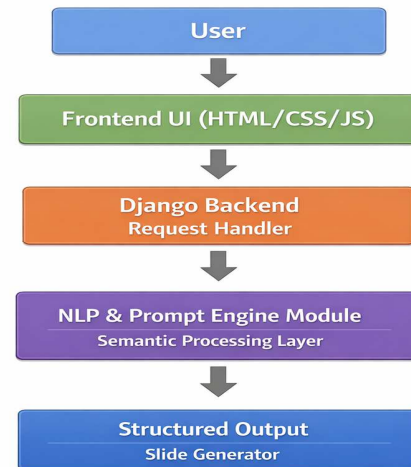 User
Frontend UI (HTML/CSS/JS)
Django Backend
Request Handler
NLP & Prompt Engine Module
Semantic Processing Layer
Structured Output
Slide Generator